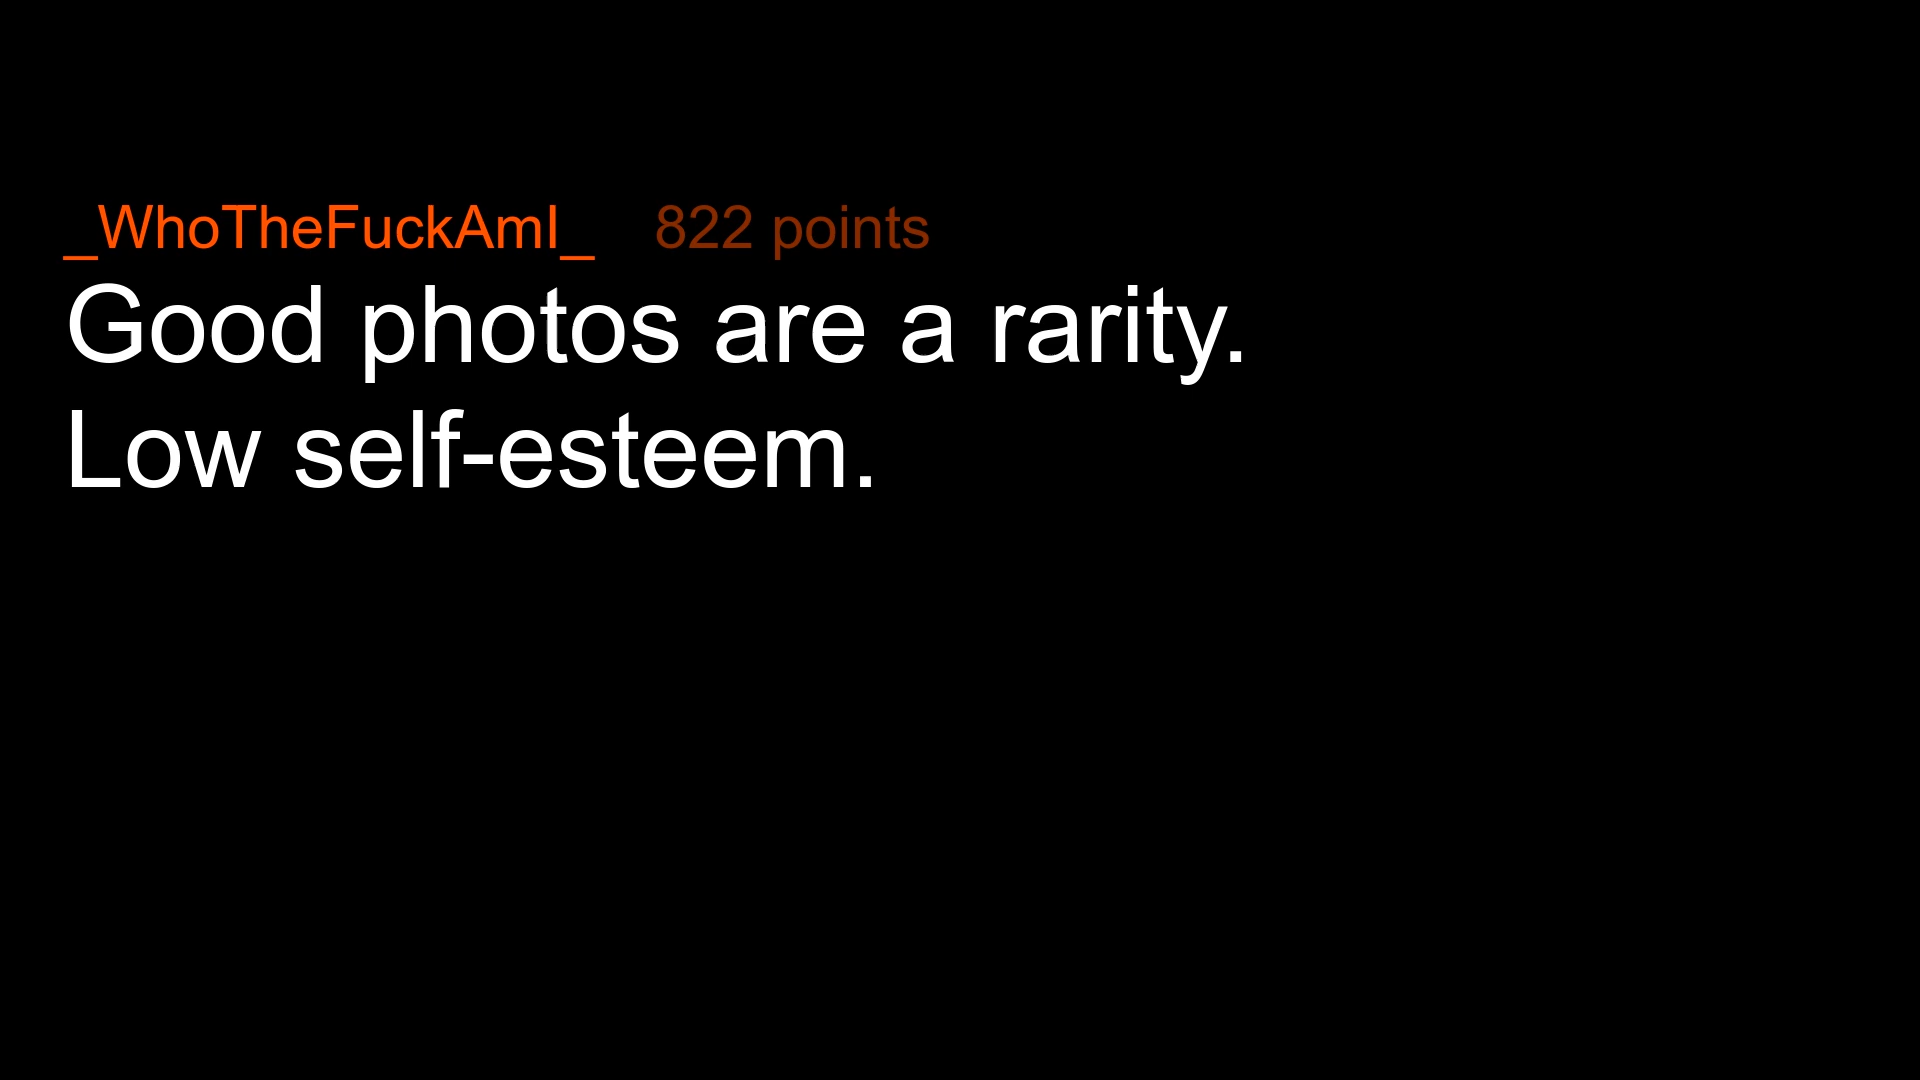 _WhoTheFuckAmI_ 822 points
Good photos are a rarity.
Low self-esteem.